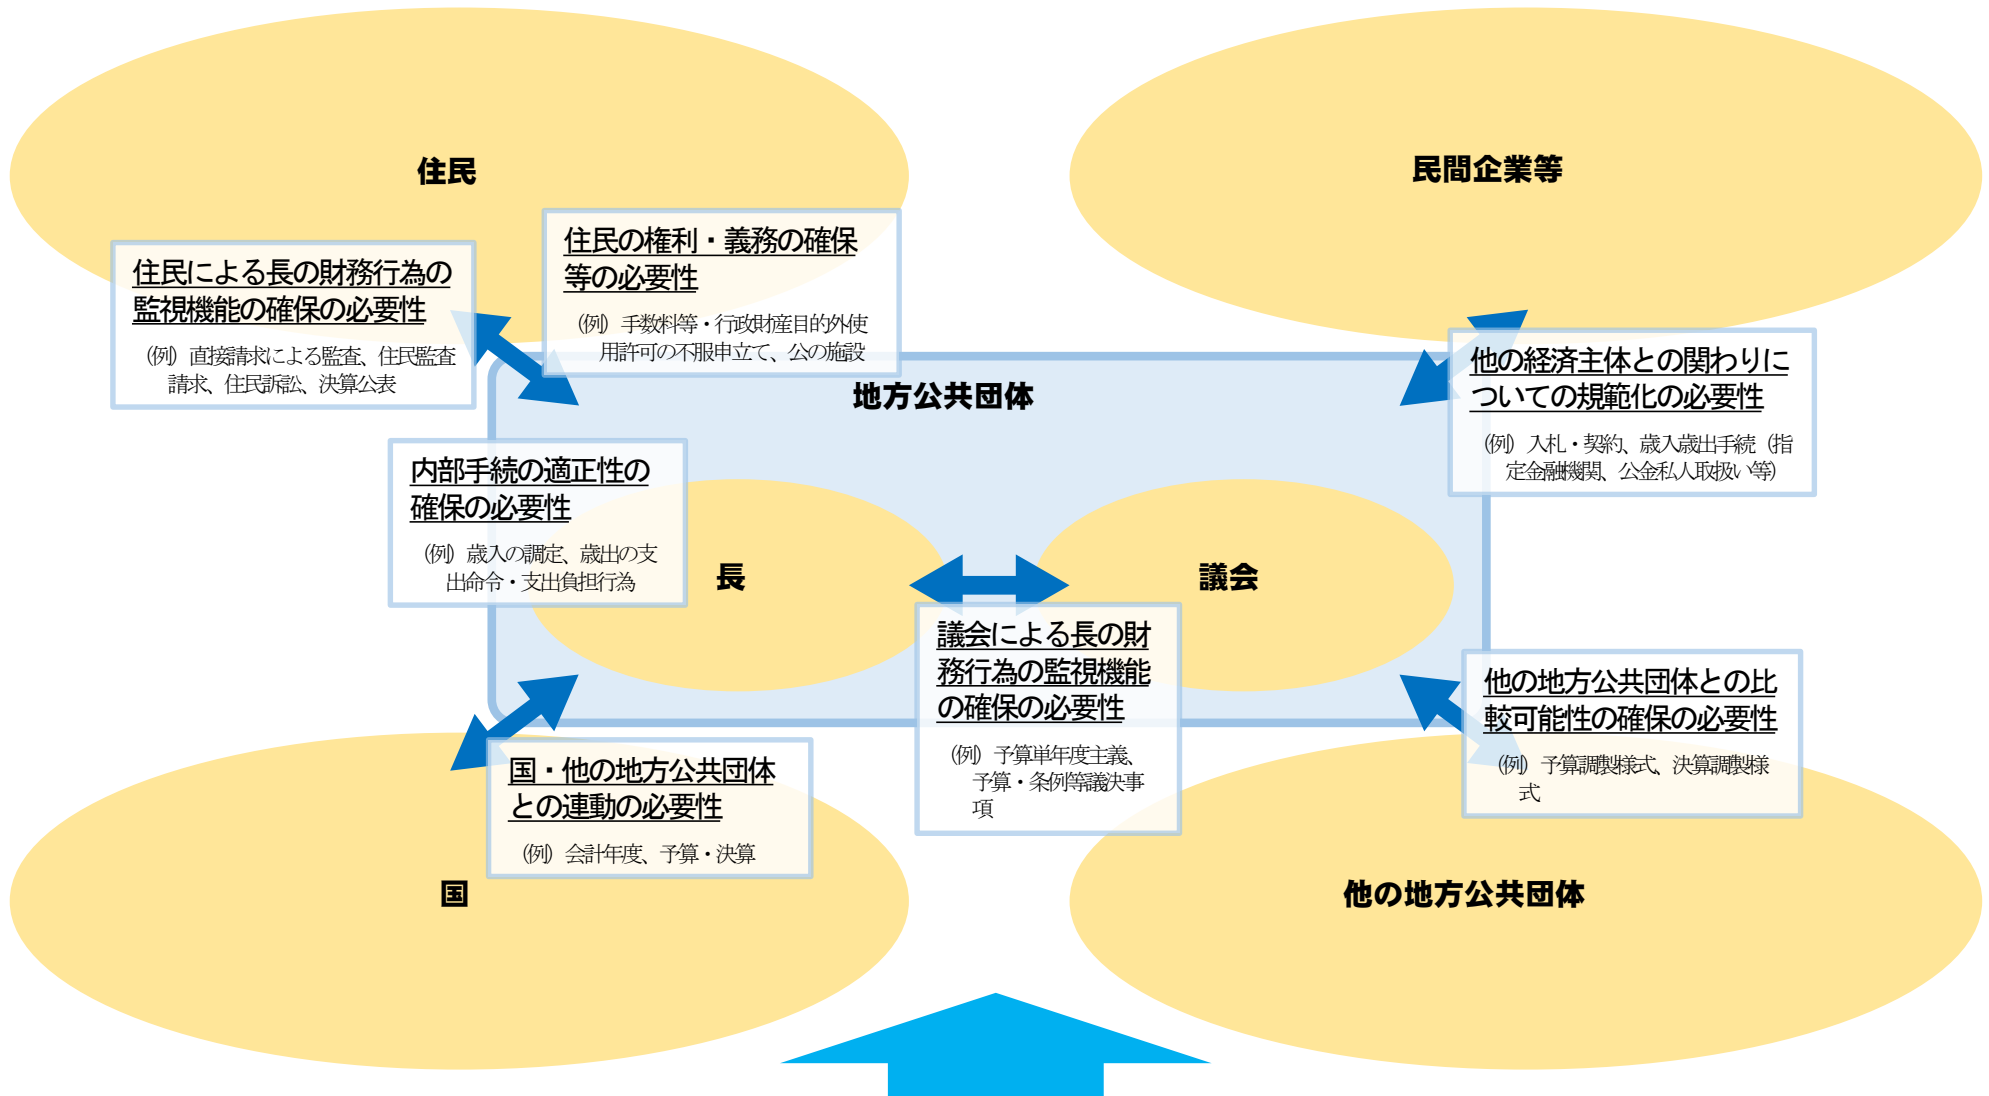 住民
民間企業等
住民の権利・義務の確保
等の必要性
（例）手数料等・行政財産目的外使
用許可の不服申立て、公の施設
住民による長の財務行為の
監視機能の確保の必要性
（例）直接請求による監査、住民監査
請求、住民訴訟、決算公表
他の経済主体との関わりに
ついての規範化の必要性
（例）入札・契約、歳入歳出手続（指
定金融機関、公金私人取扱い等）
地方公共団体
内部手続の適正性の
確保の必要性
（例）歳入の調定、歳出の支
出命令・支出負担行為
長
議会
議会による長の財
務行為の監視機能
の確保の必要性
（例）予算単年度主義、
予算・条例等議決事
項
他の地方公共団体との比
較可能性の確保の必要性
（例）予算調製様式、決算調製様
式
国・他の地方公共団体
との連動の必要性
（例）会計年度、予算・決算
国
他の地方公共団体